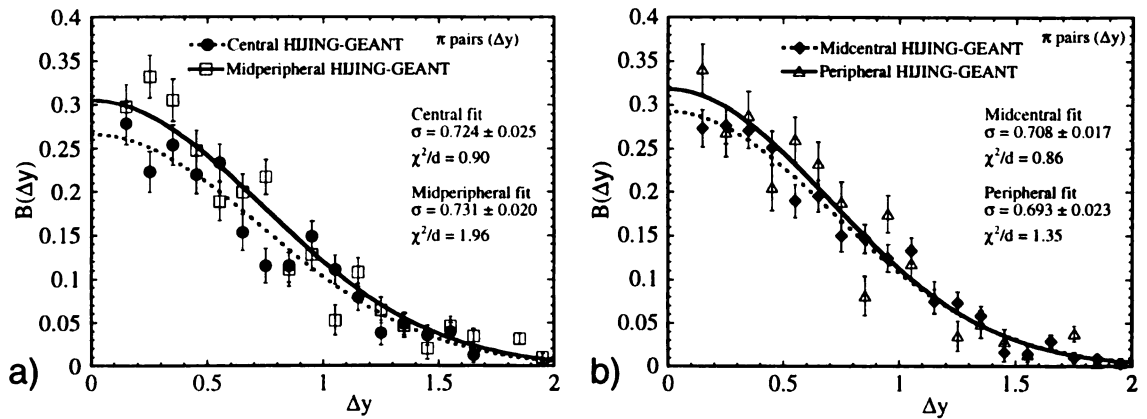 0.4
0.35
0.3
0.25
0.2
0.15
0.1
0.05
0
B(Δy)
Central HIJING-GEANT
π pairs (Δy)
Midperipheral HIJING-GEANT
Central fit
σ = 0.724 ± 0.025
χ²/d = 0.90
Midperipheral fit
σ = 0.731 ± 0.020
χ²/d = 1.96
0 0.5 1 1.5 2
Δy
a)
0.4
0.35
0.3
0.25
0.2
0.15
0.1
0.05
0
B(Δy)
Midcentral HIJING-GEANT
π pairs (Δy)
Peripheral HIJING-GEANT
Midcentral fit
σ = 0.708 ± 0.017
χ²/d = 0.86
Peripheral fit
σ = 0.693 ± 0.023
χ²/d = 1.35
0 0.5 1 1.5 2
Δy
b)